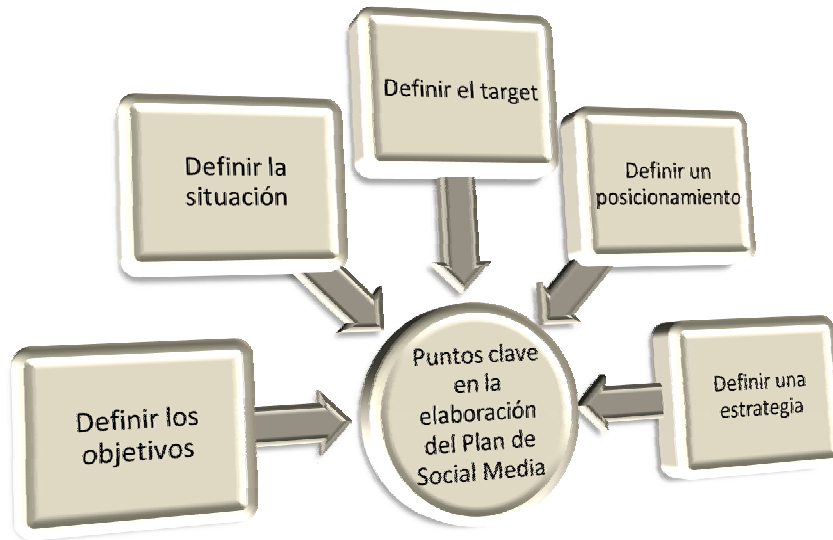 Definir el target
Definir la
situación
Definir un
posicionamiento
Definir los
objetivos
Puntos clave
en la
elaboración
del Plan de
Social Media
Definir una
estrategia